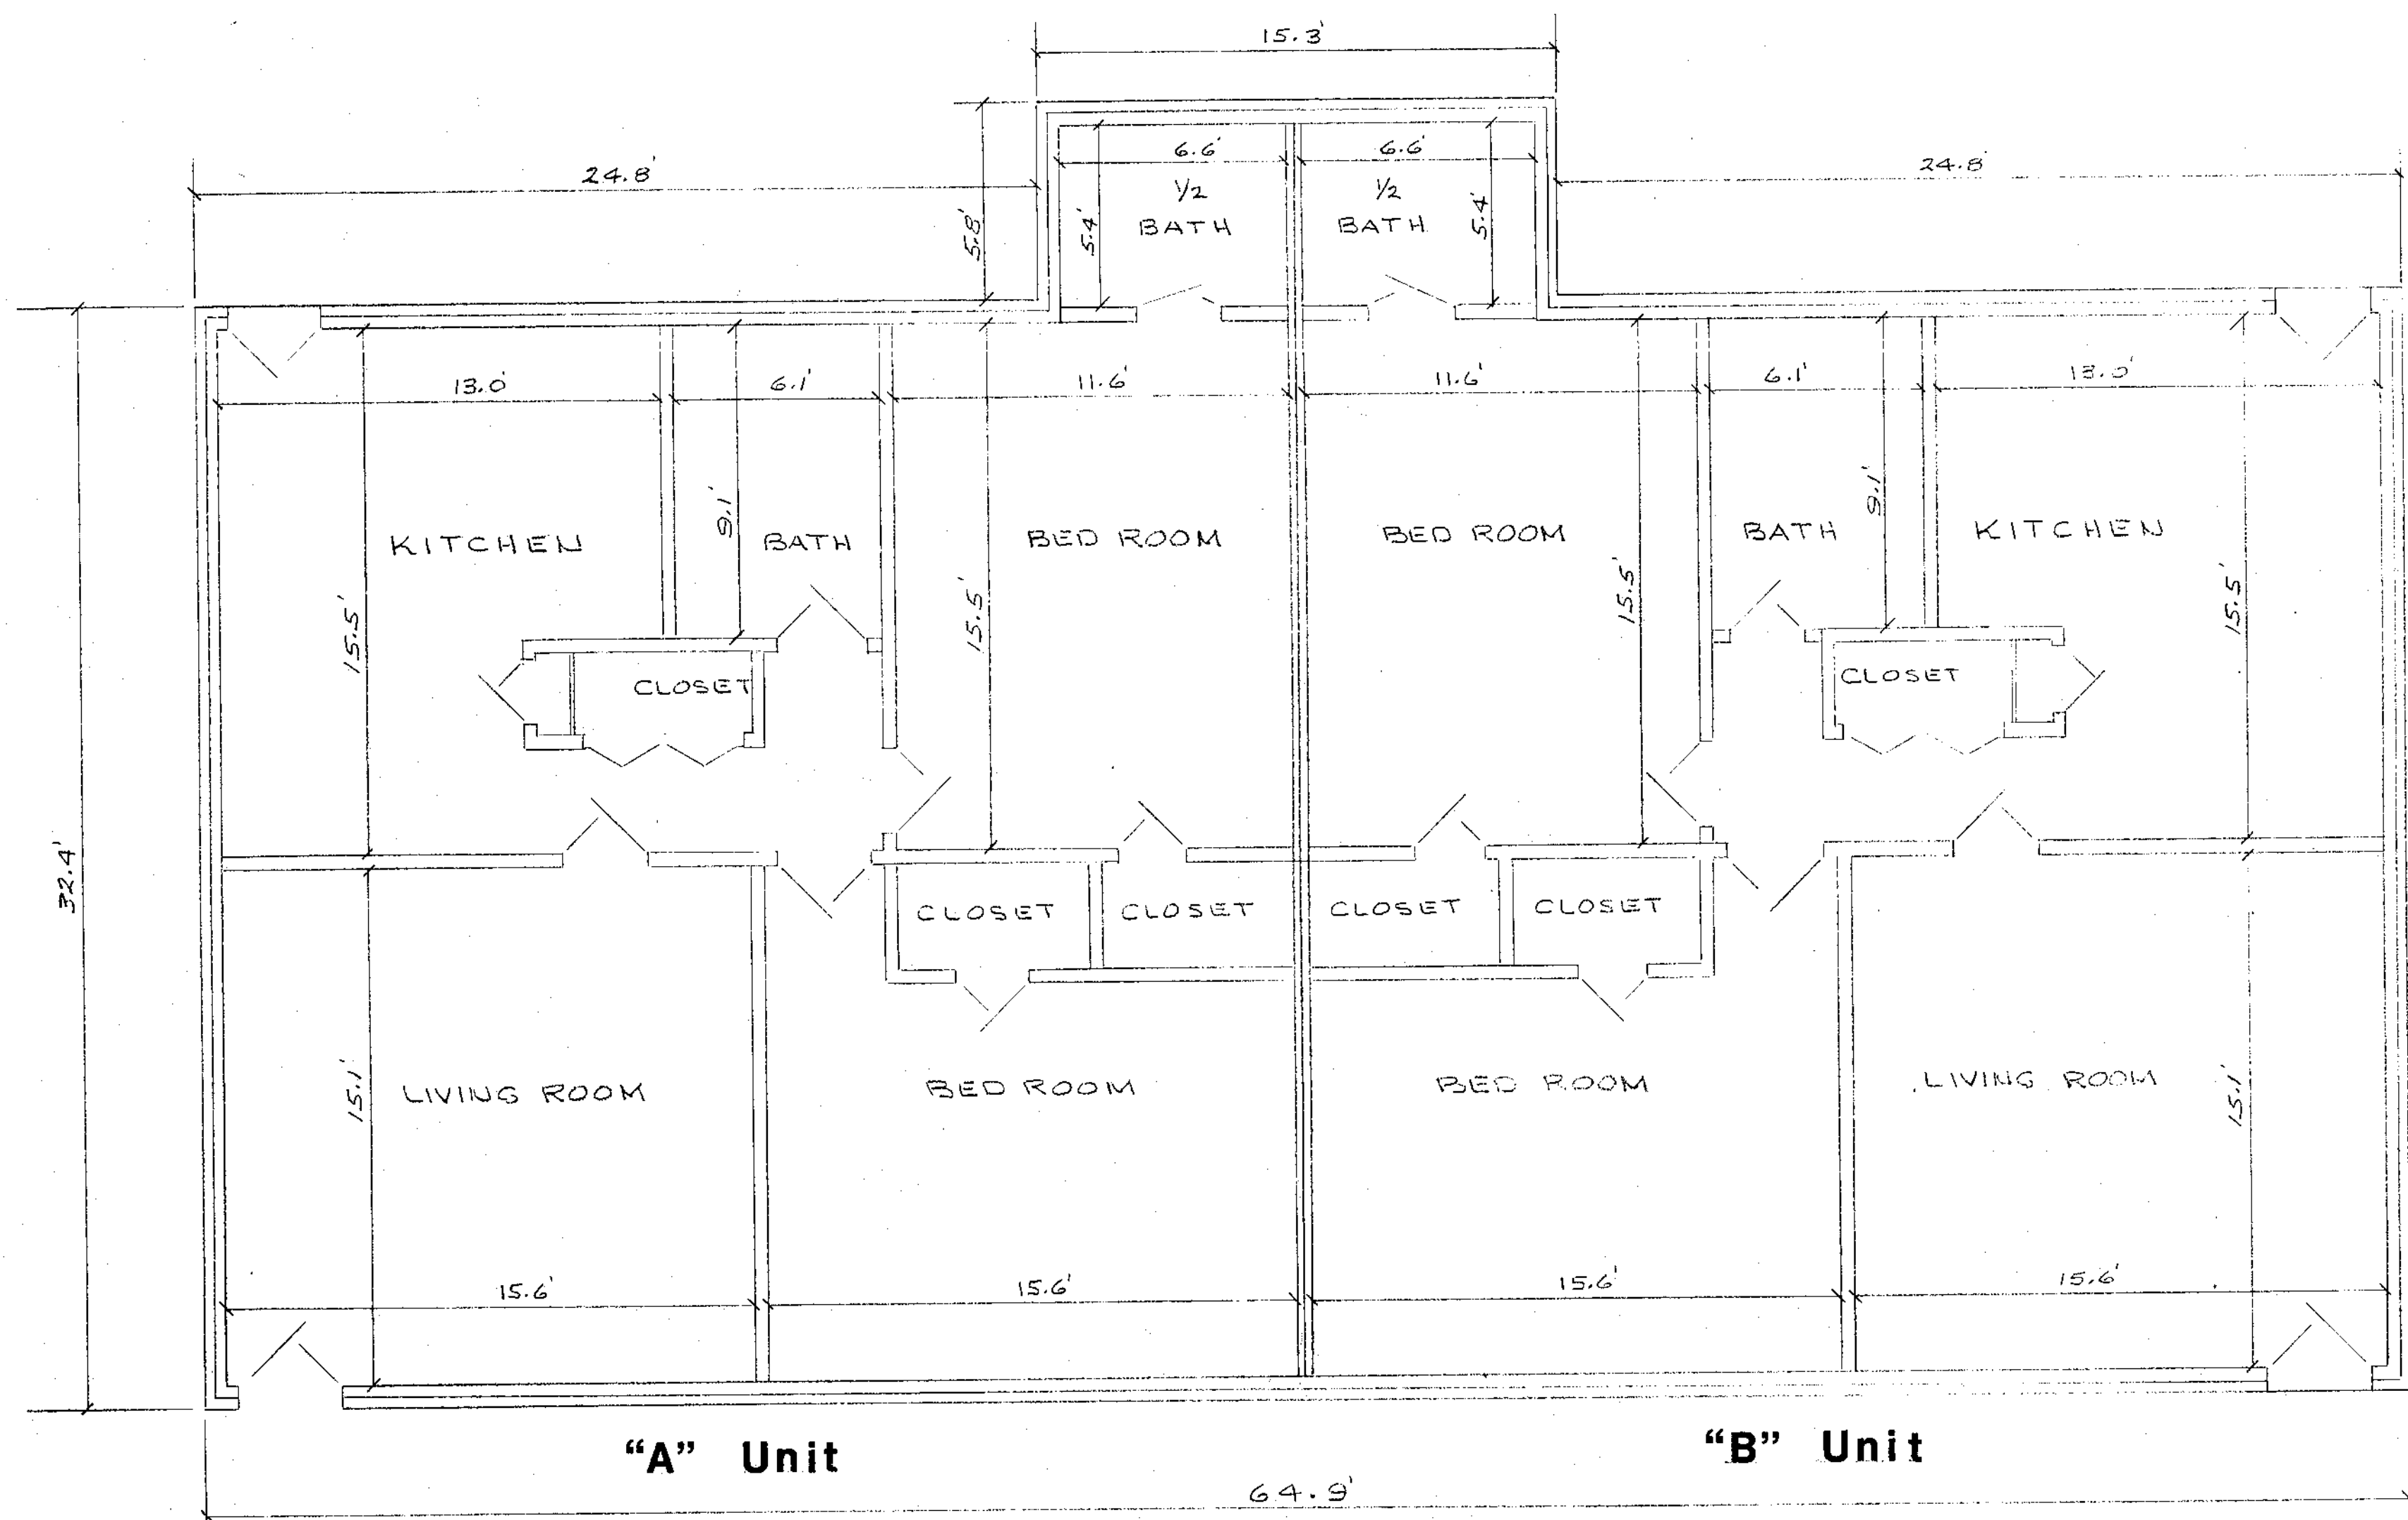 15.3'
24.8'
5.8'
5.4'
6.6'
1/2
BATH
6.6'
1/2
BATH
5.4'
24.8'
13.0'
6.1'
11.6'
11.6'
6.1'
13.0'
KITCHEN
9.1'
BATH
BED ROOM
BED ROOM
BATH
9.1'
KITCHEN
15.5'
15.5'
15.5'
15.5'
CLOSET
CLOSET
32.4'
CLOSET
CLOSET
CLOSET
CLOSET
15.1'
LIVING ROOM
BED ROOM
BED ROOM
LIVING ROOM
15.1'
15.6'
15.6'
15.6'
15.6'
"A" Unit
"B" Unit
64.9'